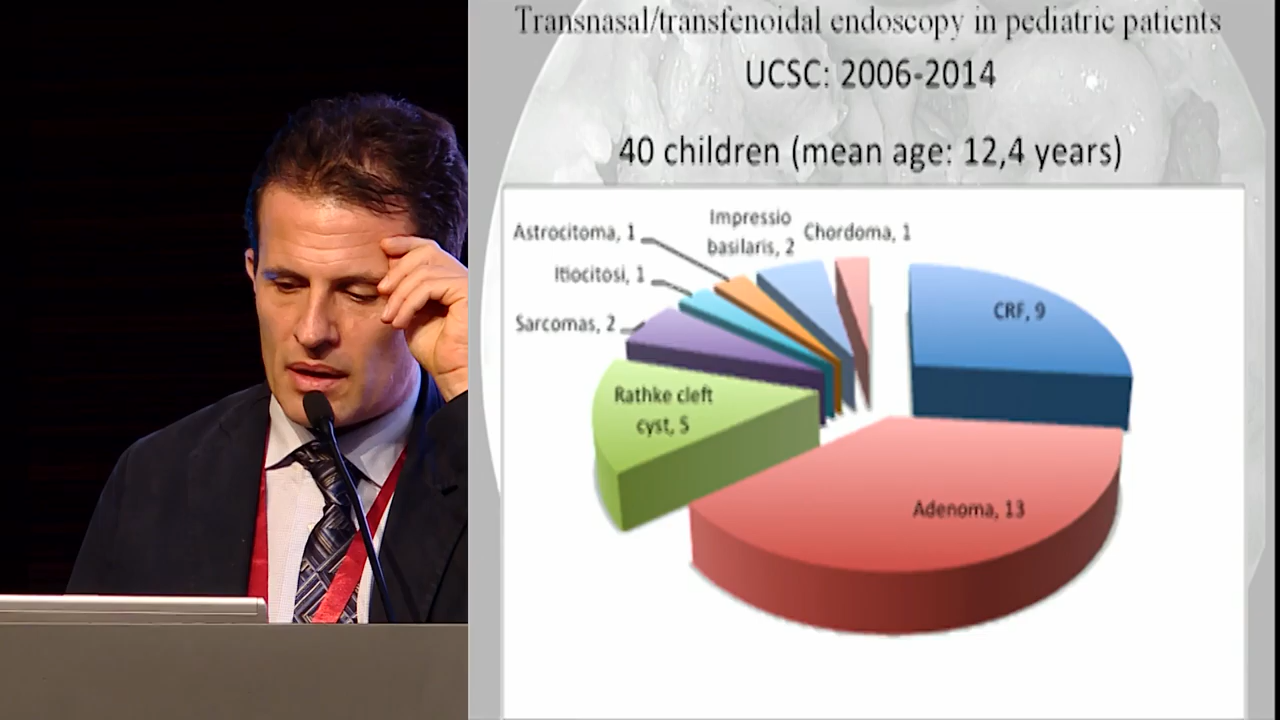 Transnasal/transfenoidal endoscopy in pediatric patients
UCSC: 2006-2014
40 children (mean age: 12,4 years)
Impressio
basilaris, 2
Chordoma, 1
Astrocitoma, 1
Itiocitosi, 1
Sarcomas, 2
CRF, 9
Rathke cleft
cyst, 5
Adenoma, 13